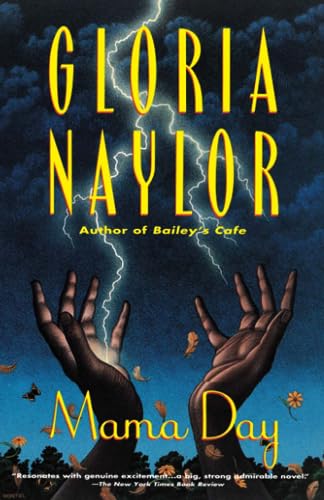 GLORIA
NAYLOR
Author of Bailey's Cafe
Mama Day
"Resonates with genuine excitement...a big, strong admirable novel."
—The New York Times Book Review